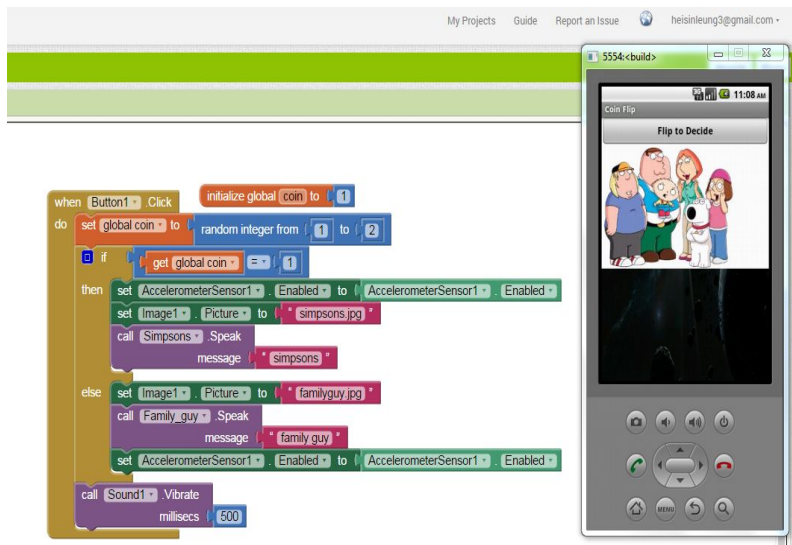 My Projects Guide Report an Issue heisinleung3@gmail.com
5554:<build>
3G 11:08 AM
Coin Flip
Flip to Decide
initialize global coin to 1
when Button1 .Click
do set global coin to random integer from 1 to 2
if get global coin = 1
then set AccelerometerSensor1 . Enabled to AccelerometerSensor1 . Enabled
set Image1 . Picture to " simpsons.jpg "
call Simpsons .Speak
message " simpsons "
else set Image1 . Picture to " familyguy.jpg "
call Family_guy .Speak
message " family guy "
set AccelerometerSensor1 . Enabled to AccelerometerSensor1 . Enabled
call Sound1 .Vibrate
millisecs 500
MENU